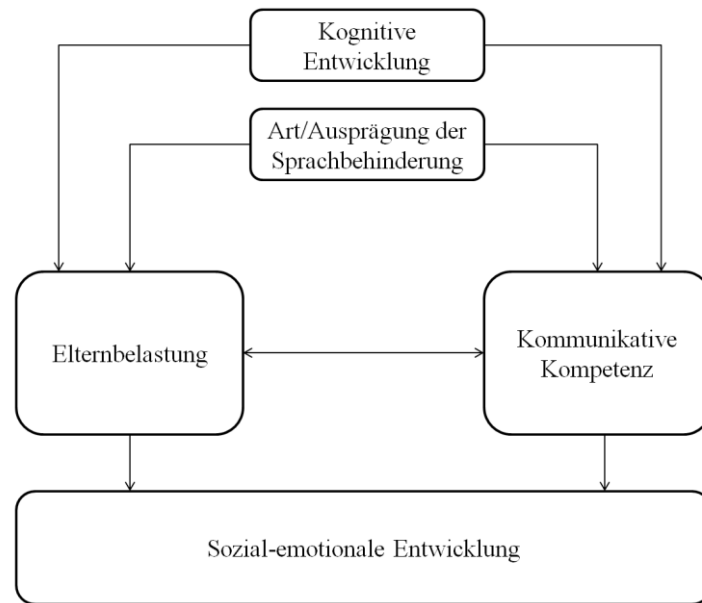 Kognitive
Entwicklung
Art/Ausprägung der
Sprachbehinderung
Elternbelastung
Kommunikative
Kompetenz
Sozial-emotionale Entwicklung